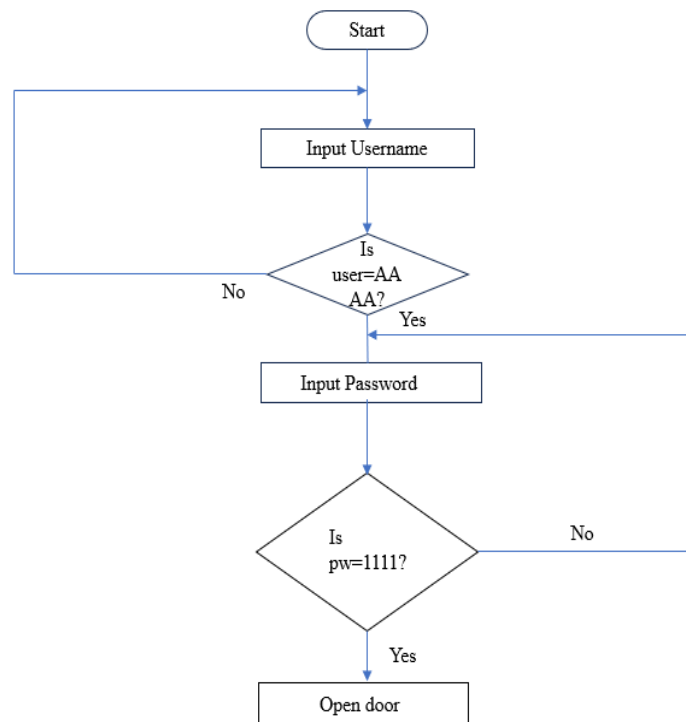 Start
Input Username
Is
user=AA
AA?
No
Yes
Input Password
Is
pw=1111?
No
Yes
Open door